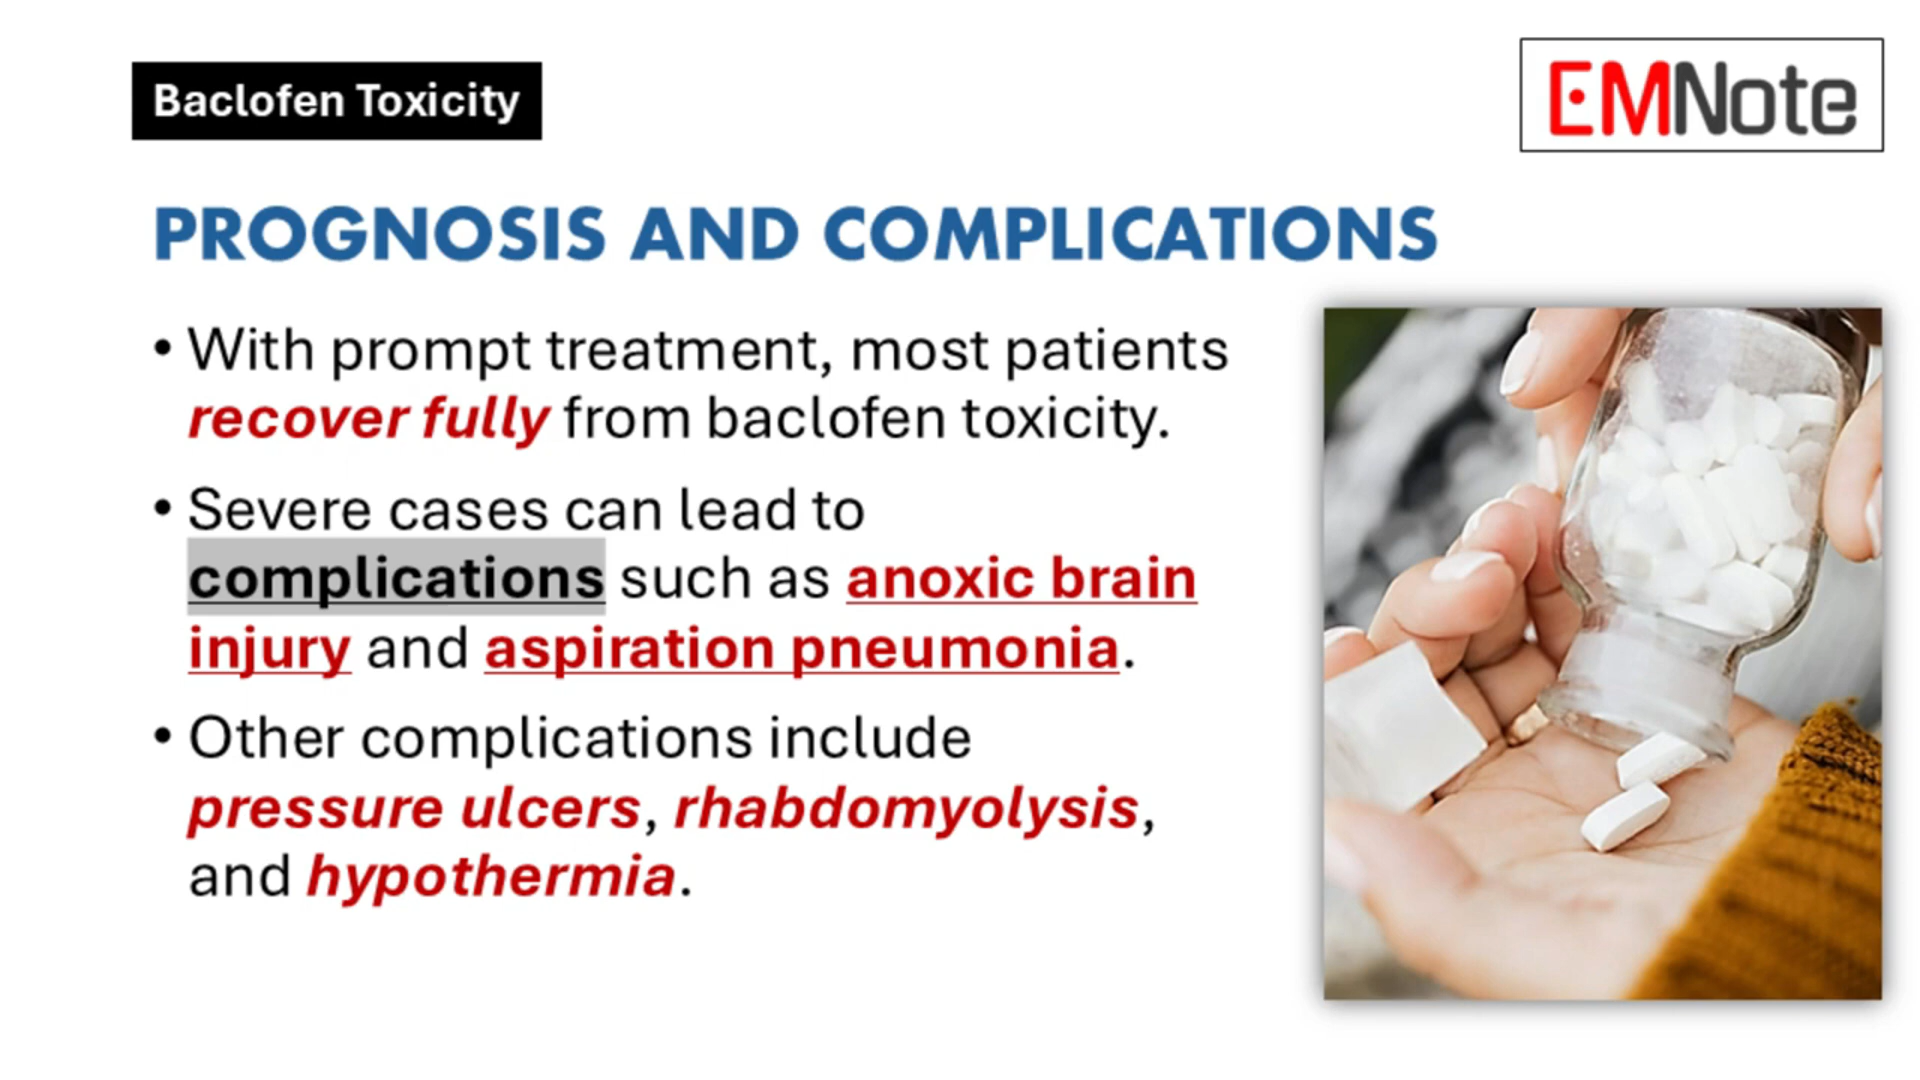 Baclofen Toxicity
EMNote
PROGNOSIS AND COMPLICATIONS
• With prompt treatment, most patients
recover fully from baclofen toxicity.
• Severe cases can lead to
complications such as anoxic brain
injury and aspiration pneumonia.
• Other complications include
pressure ulcers, rhabdomyolysis,
and hypothermia.